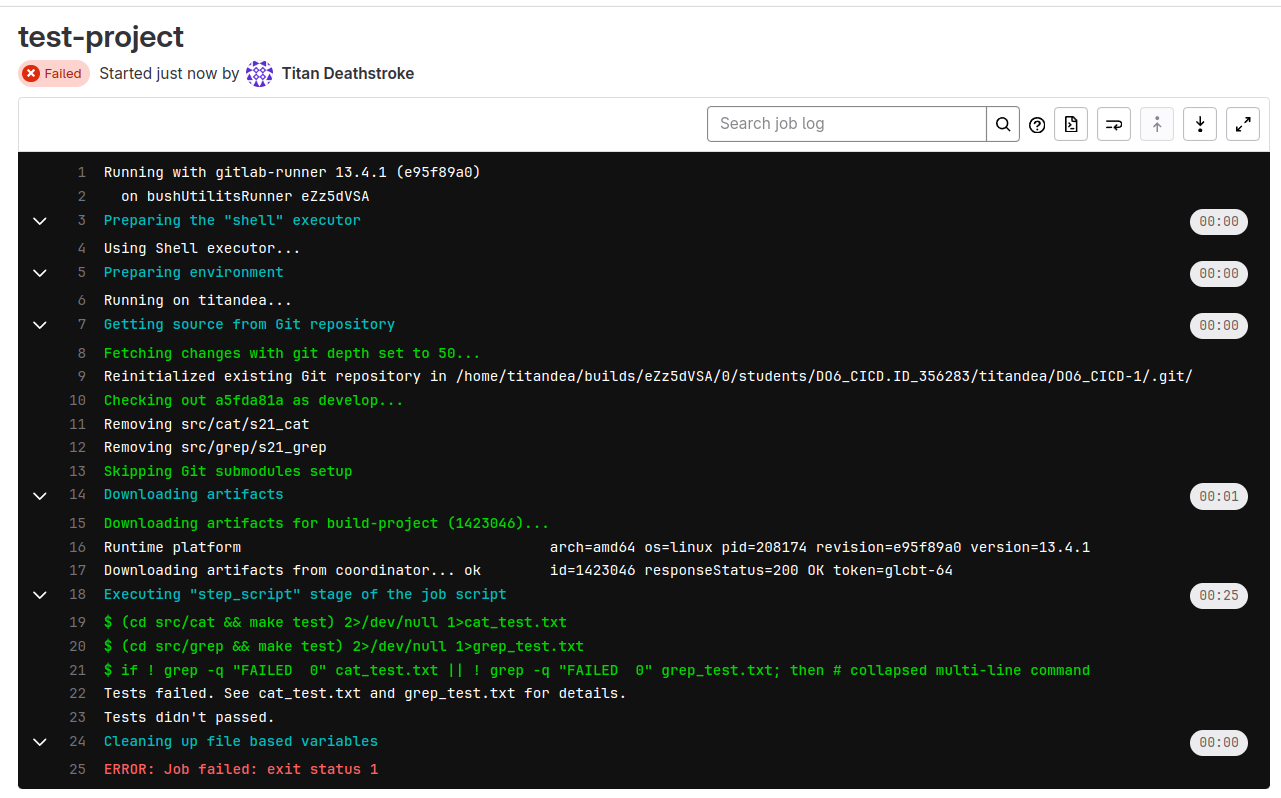 test-project
Failed Started just now by Titan Deathstroke
Search job log
1 Running with gitlab-runner 13.4.1 (e95f89a0)
2 on bushUtilitsRunner eZz5dVSA
3 Preparing the "shell" executor 00:00
4 Using Shell executor...
5 Preparing environment 00:00
6 Running on titandea...
7 Getting source from Git repository 00:00
8 Fetching changes with git depth set to 50...
9 Reinitialized existing Git repository in /home/titandea/builds/eZz5dVSA/0/students/DO6_CICD.ID_356283/titandea/DO6_CICD-1/.git/
10 Checking out a5fda81a as develop...
11 Removing src/cat/s21_cat
12 Removing src/grep/s21_grep
13 Skipping Git submodules setup
14 Downloading artifacts 00:01
15 Downloading artifacts for build-project (1423046)...
16 Runtime platform arch=amd64 os=linux pid=208174 revision=e95f89a0 version=13.4.1
17 Downloading artifacts from coordinator... ok id=1423046 responseStatus=200 OK token=glcbt-64
18 Executing "step_script" stage of the job script 00:25
19 $ (cd src/cat && make test) 2>/dev/null 1>cat_test.txt
20 $ (cd src/grep && make test) 2>/dev/null 1>grep_test.txt
21 $ if ! grep -q "FAILED  0" cat_test.txt || ! grep -q "FAILED  0" grep_test.txt; then # collapsed multi-line command
22 Tests failed. See cat_test.txt and grep_test.txt for details.
23 Tests didn't passed.
24 Cleaning up file based variables 00:00
25 ERROR: Job failed: exit status 1